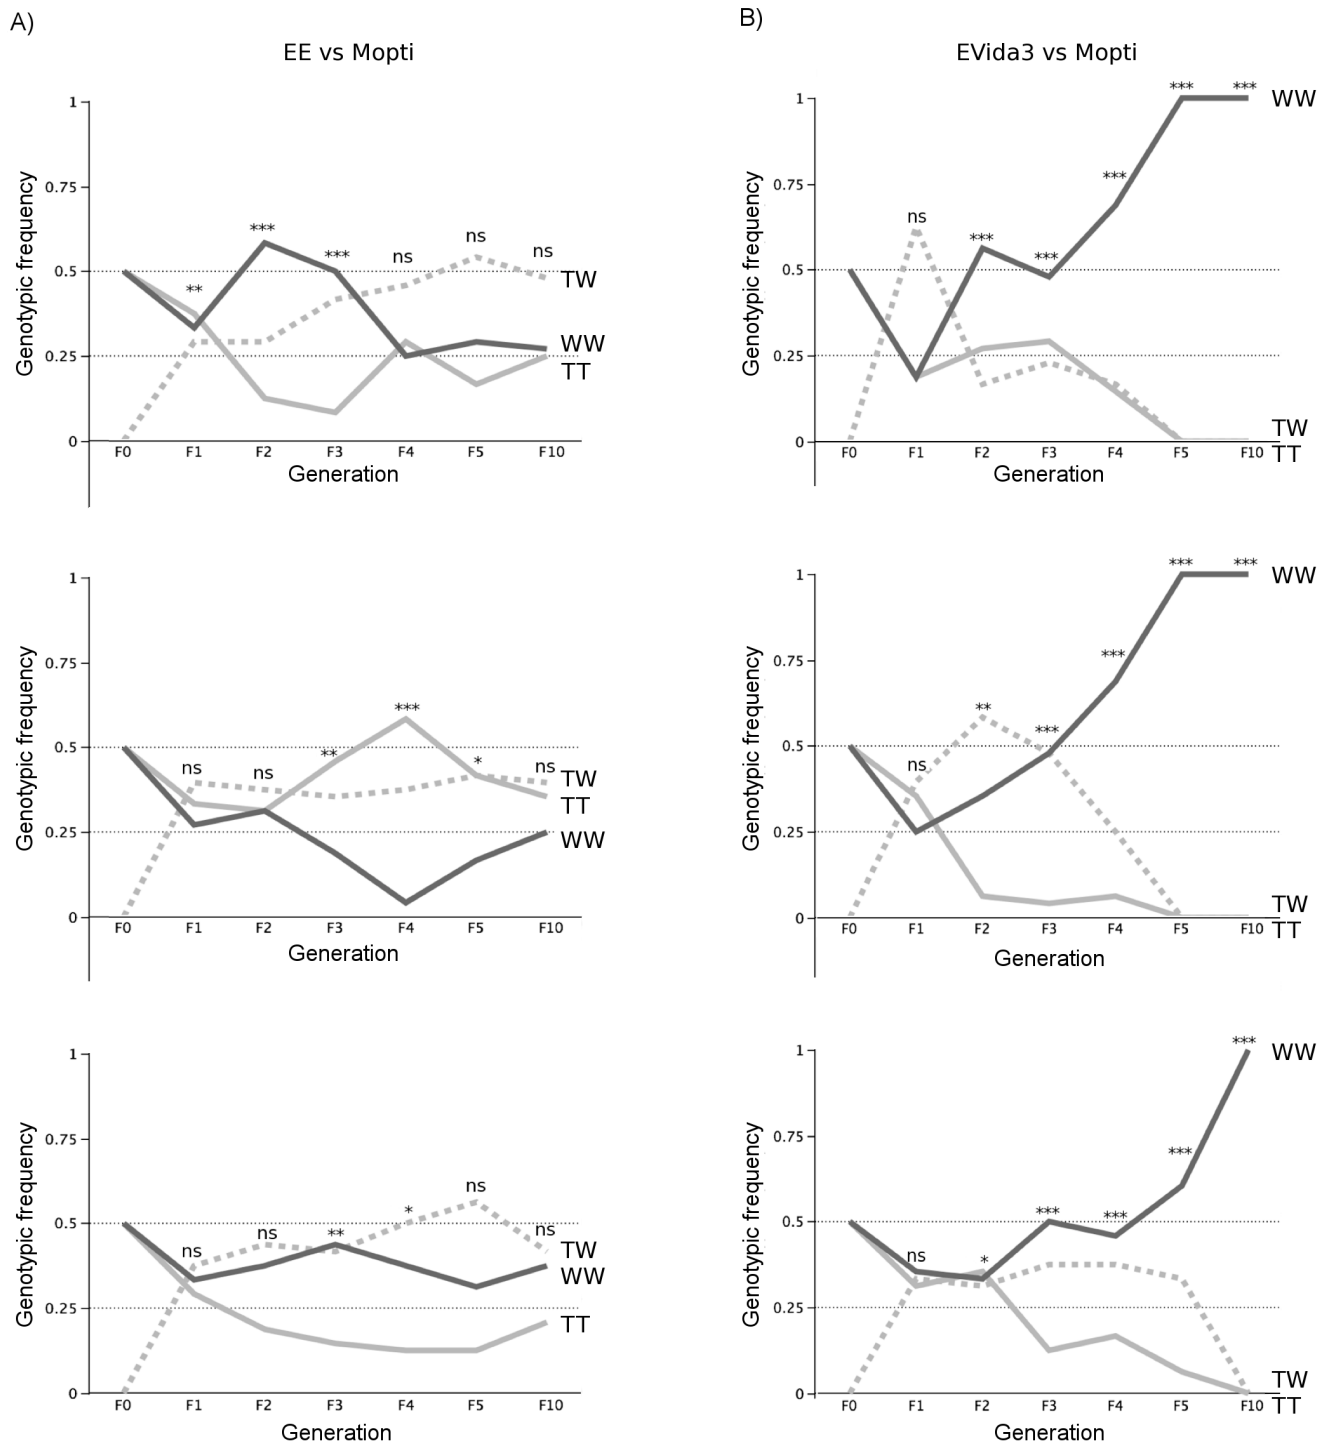 A)
EE vs Mopti
Genotypic frequency
1
0.75
0.5
0.25
0
** *** *** ns ns ns
TW
WW
TT
F0 F1 F2 F3 F4 F5 F10
Generation
Genotypic frequency
1
0.75
0.5
0.25
0
ns ns ** *** * ns
TW
TT
WW
F0 F1 F2 F3 F4 F5 F10
Generation
Genotypic frequency
1
0.75
0.5
0.25
0
ns ns ** * ns ns
TW
WW
TT
F0 F1 F2 F3 F4 F5 F10
Generation
B)
EVida3 vs Mopti
Genotypic frequency
1
0.75
0.5
0.25
0
ns *** *** *** *** ***
WW
TW
TT
F0 F1 F2 F3 F4 F5 F10
Generation
Genotypic frequency
1
0.75
0.5
0.25
0
ns ** *** *** *** ***
WW
TW
TT
F0 F1 F2 F3 F4 F5 F10
Generation
Genotypic frequency
1
0.75
0.5
0.25
0
ns * *** *** *** ***
WW
TW
TT
F0 F1 F2 F3 F4 F5 F10
Generation